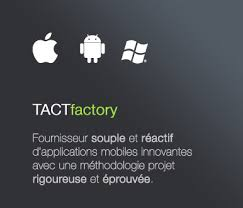 TACTfactory
Fournisseur souple et réactif
d'applications mobiles innovantes
avec une méthodologie projet
rigoureuse et éprouvée.